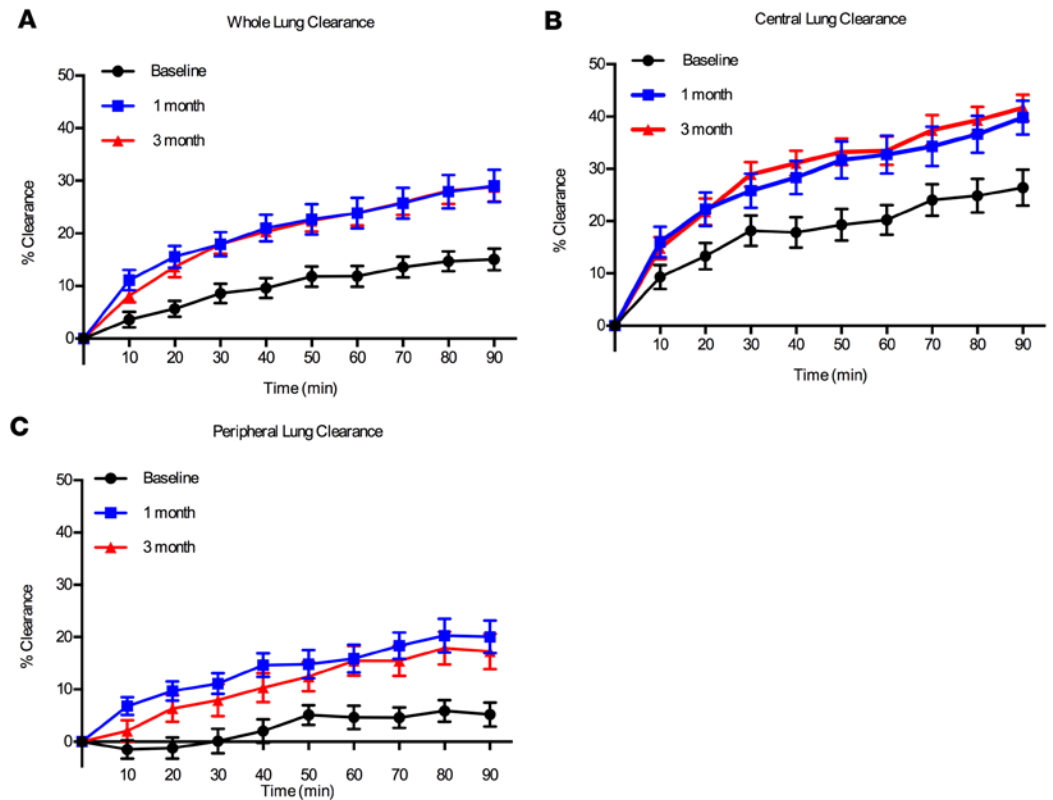 A
Whole Lung Clearance
Baseline
1 month
3 month
50
40
30
20
10
0
% Clearance
10 20 30 40 50 60 70 80 90
Time (min)
B
Central Lung Clearance
Baseline
1 month
3 month
50
40
30
20
10
0
% Clearance
10 20 30 40 50 60 70 80 90
Time (min)
C
Peripheral Lung Clearance
Baseline
1 month
3 month
50
40
30
20
10
0
% Clearance
10 20 30 40 50 60 70 80 90
Time (min)